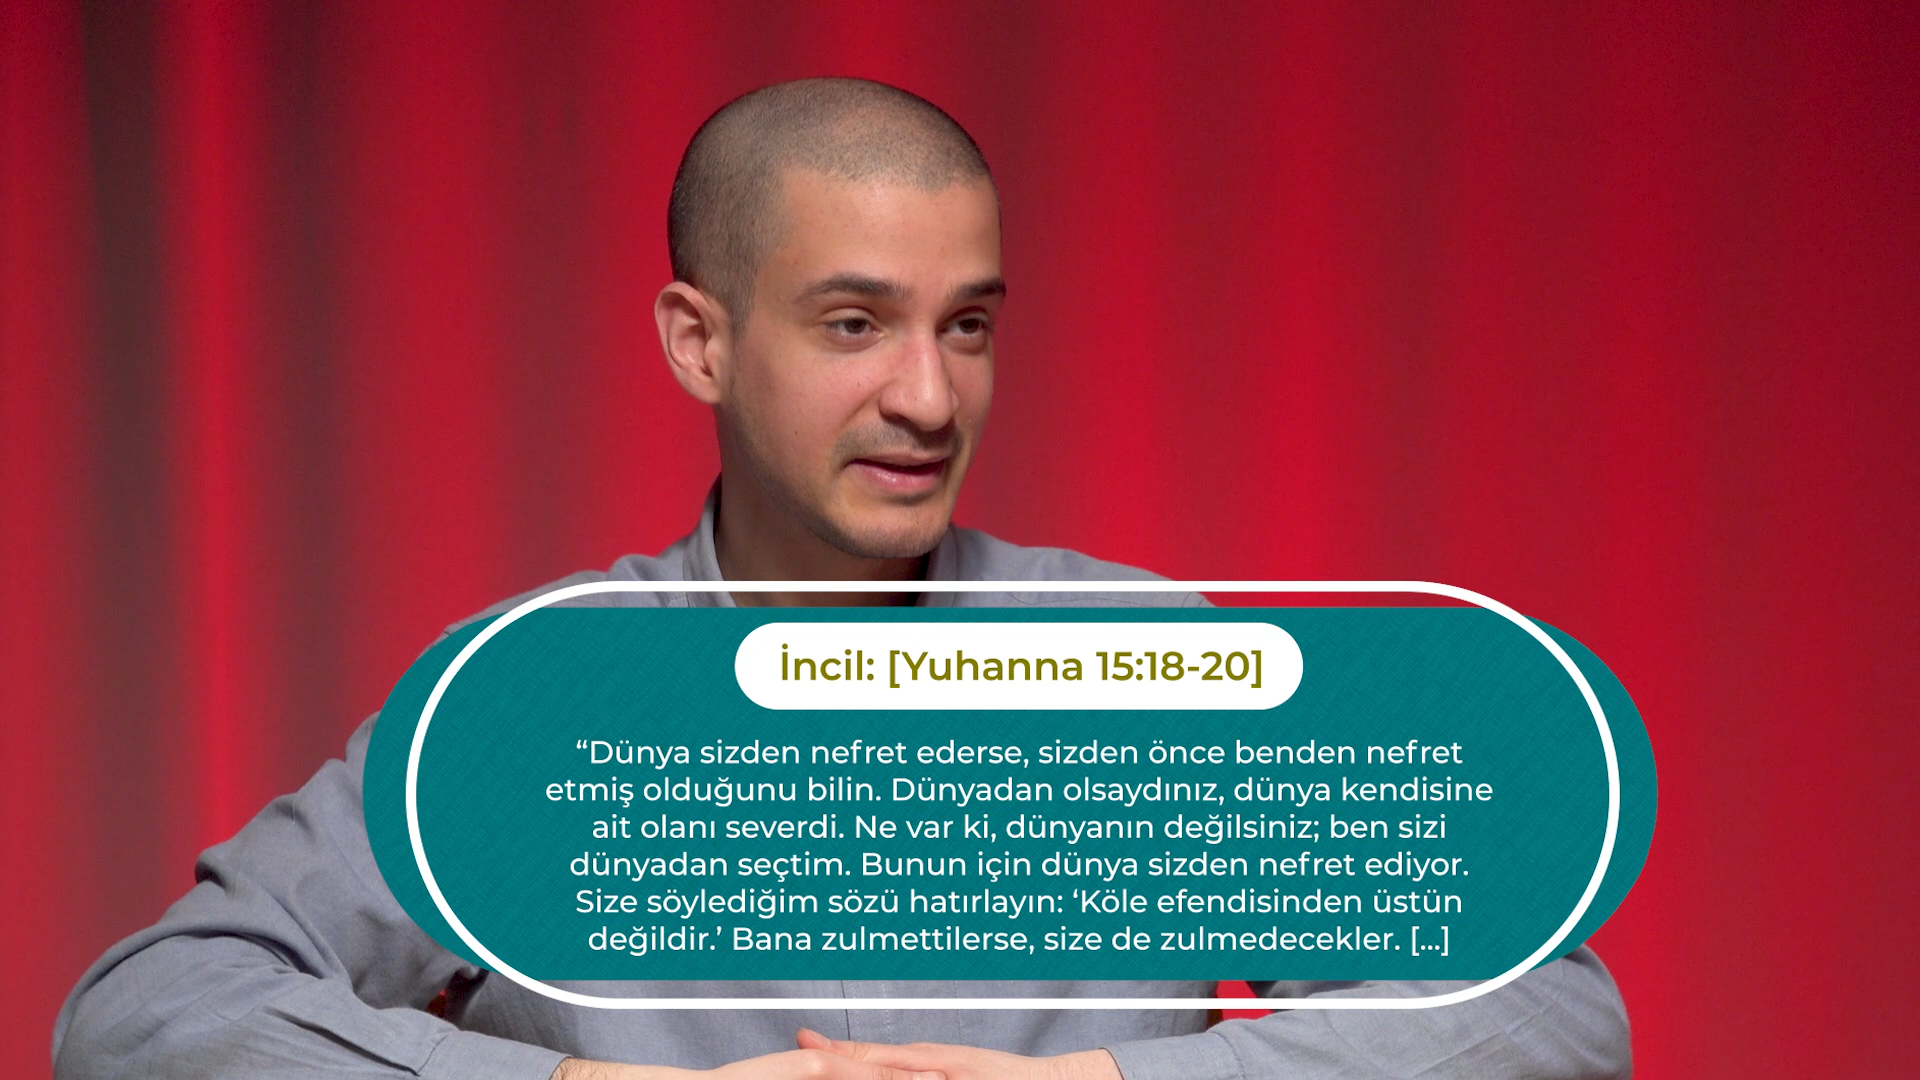 İncil: [Yuhanna 15:18-20]
“Dünya sizden nefret ederse, sizden önce benden nefret
etmiş olduğunu bilin. Dünyadan olsaydınız, dünya kendisine
ait olanı severdi. Ne var ki, dünyanın değilsiniz; ben sizi
dünyadan seçtim. Bunun için dünya sizden nefret ediyor.
Size söylediğim sözü hatırlayın: ‘Köle efendisinden üstün
değildir.’ Bana zulmettilerse, size de zulmedecekler. [...]